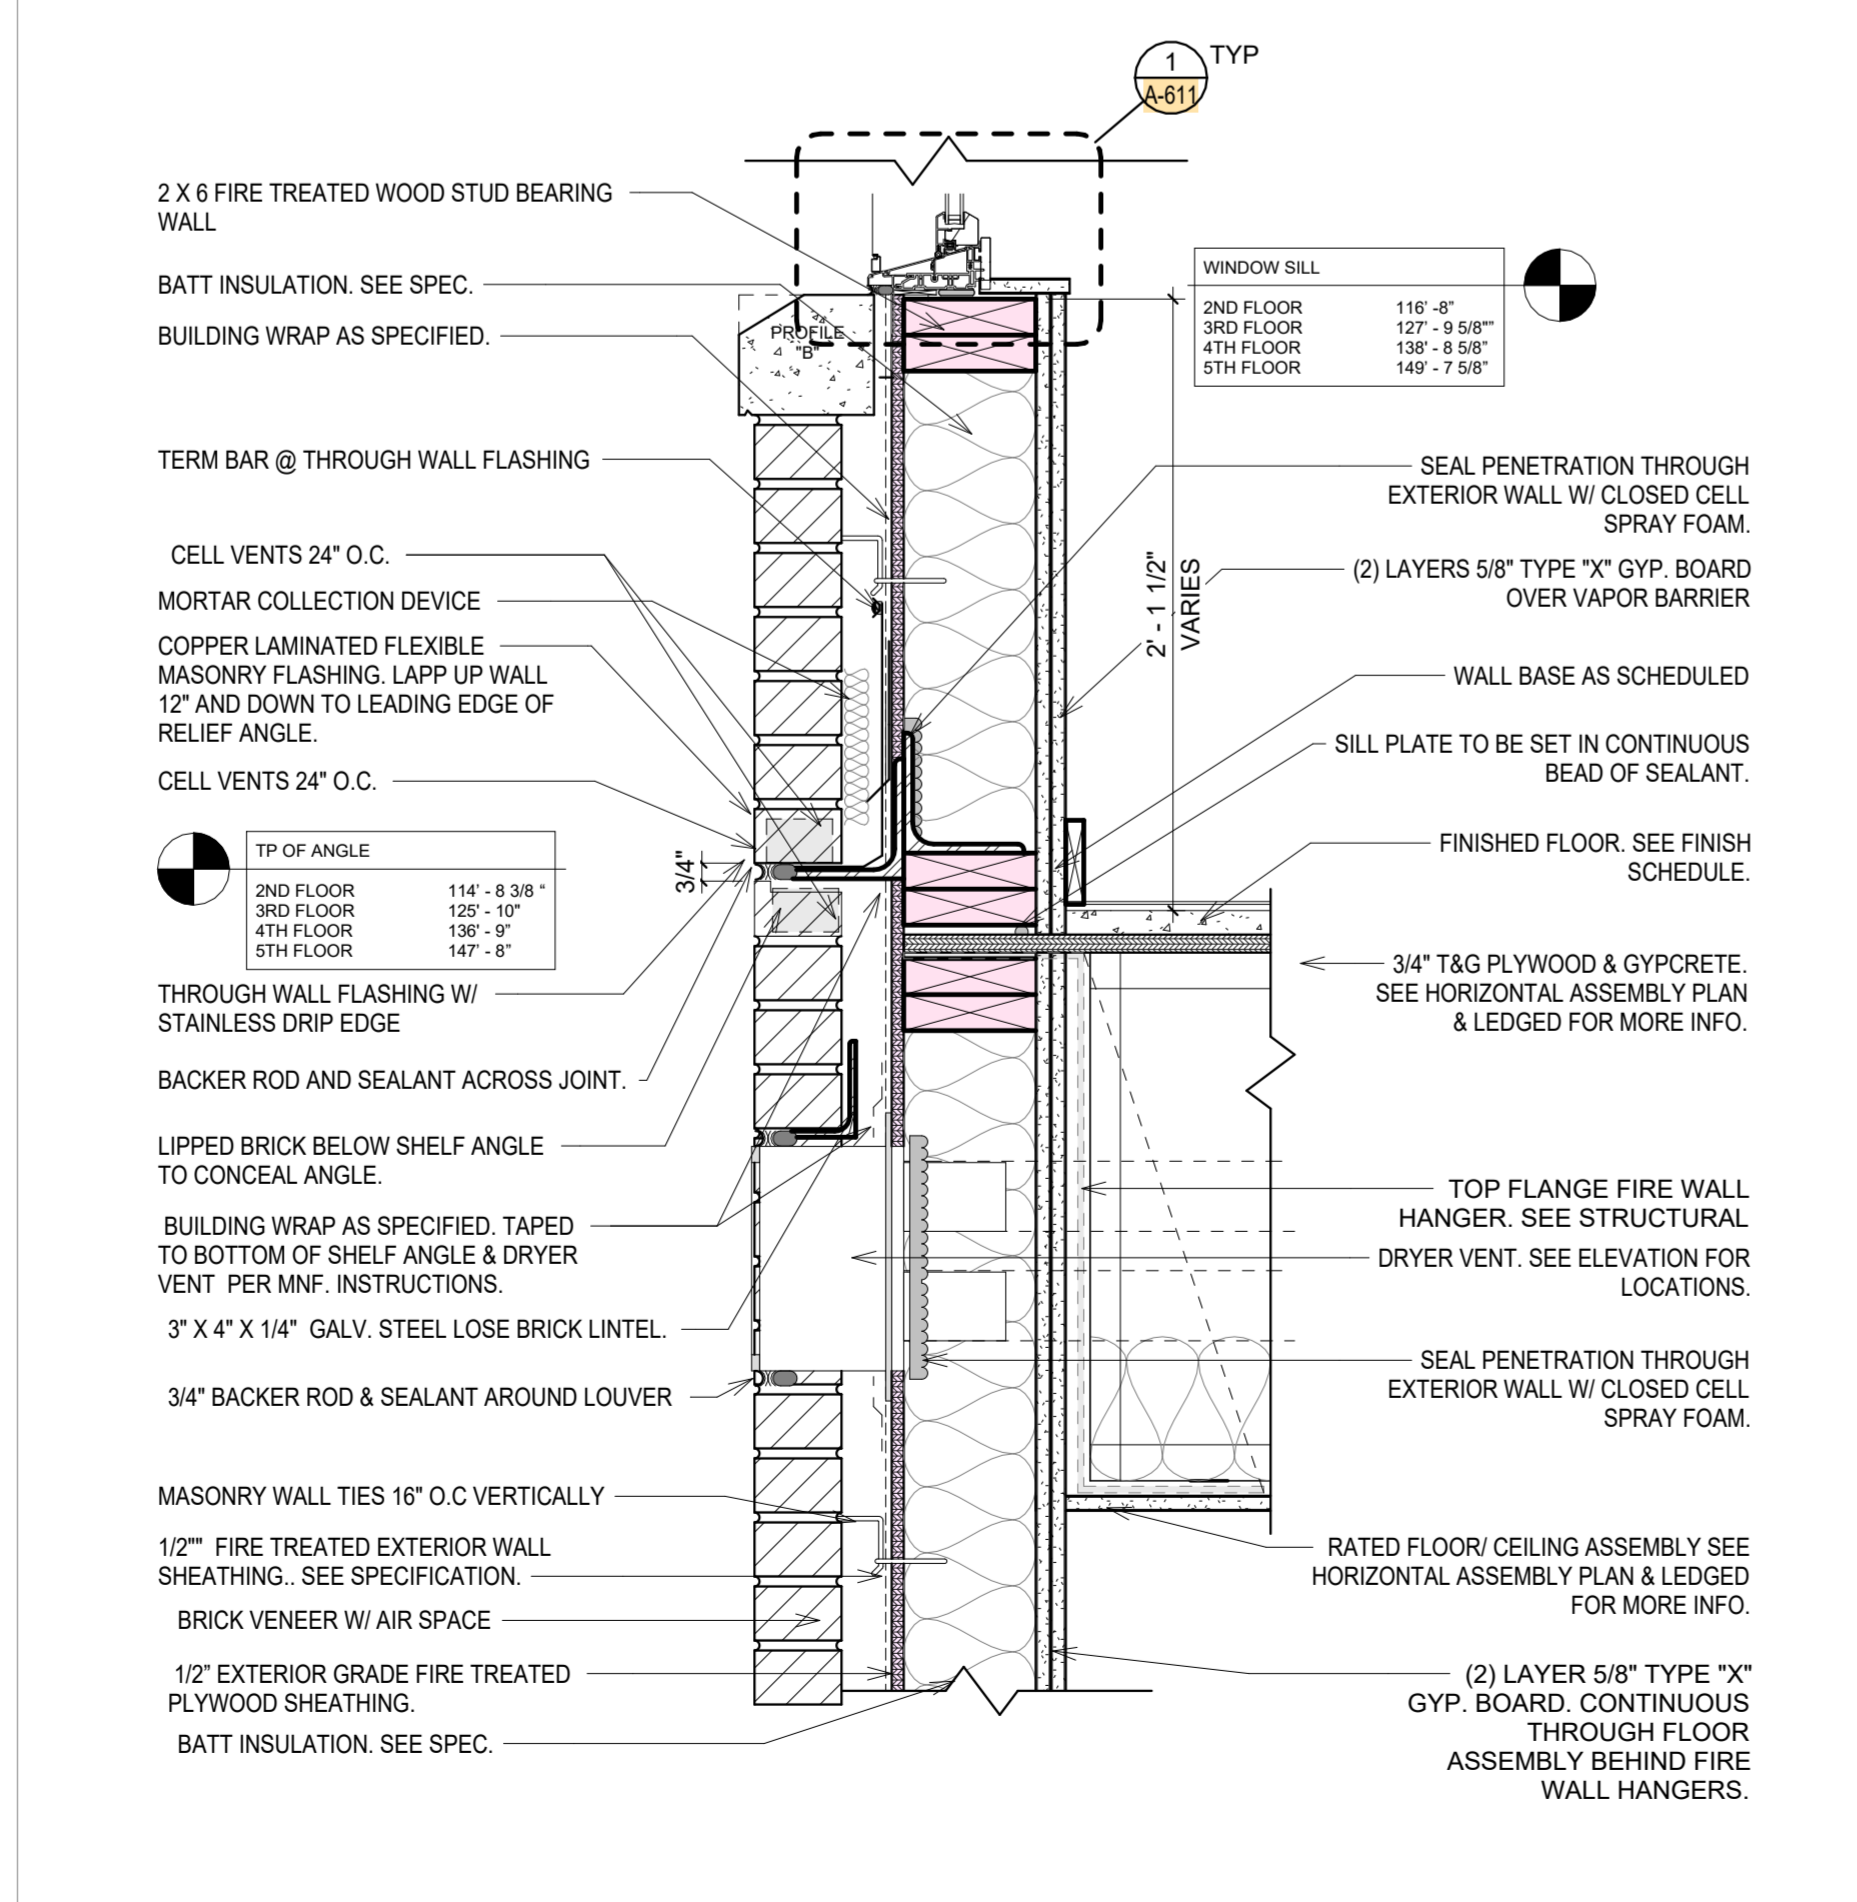 1
A-611
TYP
2 X 6 FIRE TREATED WOOD STUD BEARING
WALL
BATT INSULATION. SEE SPEC.
BUILDING WRAP AS SPECIFIED.
TERM BAR @ THROUGH WALL FLASHING
CELL VENTS 24" O.C.
MORTAR COLLECTION DEVICE
COPPER LAMINATED FLEXIBLE
MASONRY FLASHING. LAPP UP WALL
12" AND DOWN TO LEADING EDGE OF
RELIEF ANGLE.
CELL VENTS 24" O.C.
TP OF ANGLE
2ND FLOOR 114' - 8 3/8 “
3RD FLOOR 125' - 10"
4TH FLOOR 136' - 9”
5TH FLOOR 147' - 8”
THROUGH WALL FLASHING W/
STAINLESS DRIP EDGE
BACKER ROD AND SEALANT ACROSS JOINT.
LIPPED BRICK BELOW SHELF ANGLE
TO CONCEAL ANGLE.
BUILDING WRAP AS SPECIFIED. TAPED
TO BOTTOM OF SHELF ANGLE & DRYER
VENT PER MNF. INSTRUCTIONS.
3" X 4" X 1/4" GALV. STEEL LOSE BRICK LINTEL.
3/4" BACKER ROD & SEALANT AROUND LOUVER
MASONRY WALL TIES 16" O.C VERTICALLY
1/2"" FIRE TREATED EXTERIOR WALL
SHEATHING.. SEE SPECIFICATION.
BRICK VENEER W/ AIR SPACE
1/2” EXTERIOR GRADE FIRE TREATED
PLYWOOD SHEATHING.
BATT INSULATION. SEE SPEC.
PROFILE
"B"
3/4"
2' - 1 1/2"
VARIES
WINDOW SILL
2ND FLOOR 116' -8”
3RD FLOOR 127' - 9 5/8"”
4TH FLOOR 138' - 8 5/8”
5TH FLOOR 149' - 7 5/8”
SEAL PENETRATION THROUGH
EXTERIOR WALL W/ CLOSED CELL
SPRAY FOAM.
(2) LAYERS 5/8" TYPE "X" GYP. BOARD
OVER VAPOR BARRIER
WALL BASE AS SCHEDULED
SILL PLATE TO BE SET IN CONTINUOUS
BEAD OF SEALANT.
FINISHED FLOOR. SEE FINISH
SCHEDULE.
3/4" T&G PLYWOOD & GYPCRETE.
SEE HORIZONTAL ASSEMBLY PLAN
& LEDGED FOR MORE INFO.
TOP FLANGE FIRE WALL
HANGER. SEE STRUCTURAL
DRYER VENT. SEE ELEVATION FOR
LOCATIONS.
SEAL PENETRATION THROUGH
EXTERIOR WALL W/ CLOSED CELL
SPRAY FOAM.
RATED FLOOR/ CEILING ASSEMBLY SEE
HORIZONTAL ASSEMBLY PLAN & LEDGED
FOR MORE INFO.
(2) LAYER 5/8" TYPE "X"
GYP. BOARD. CONTINUOUS
THROUGH FLOOR
ASSEMBLY BEHIND FIRE
WALL HANGERS.